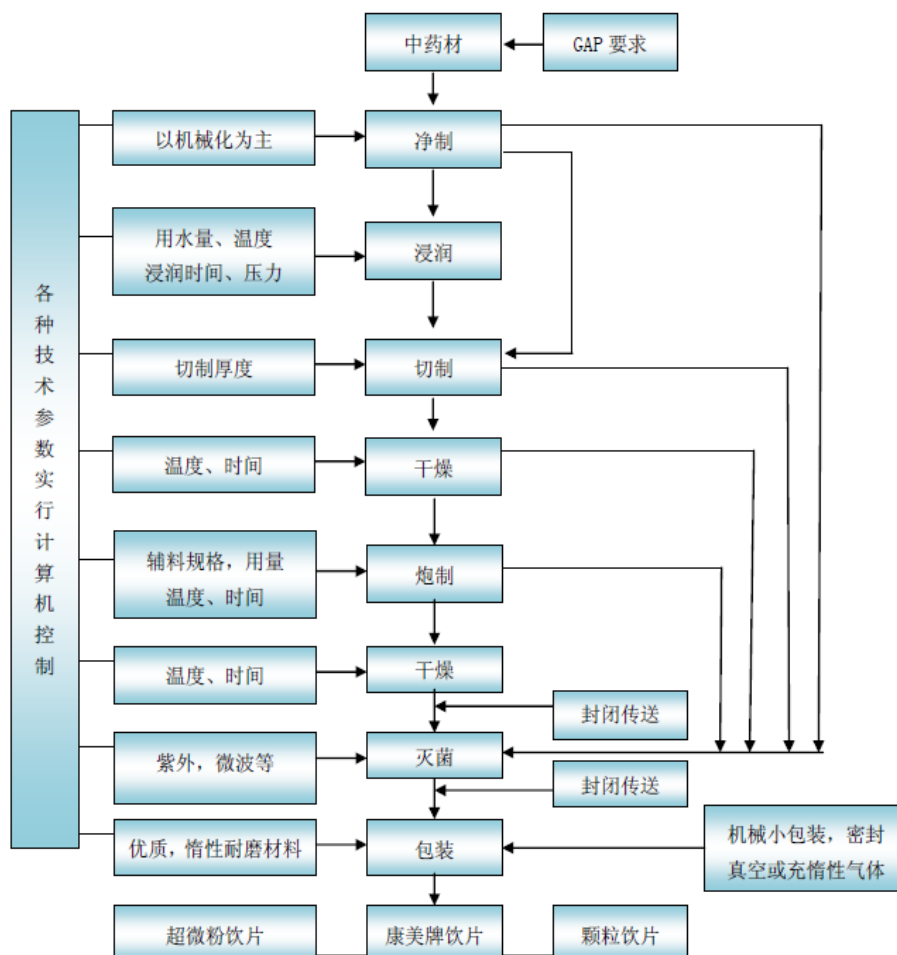 中药材
GAP 要求
各种技术参数实行计算机控制
以机械化为主
净制
用水量、温度
浸润时间、压力
浸润
切制厚度
切制
温度、时间
干燥
辅料规格，用量
温度、时间
炮制
温度、时间
干燥
封闭传送
紫外，微波等
灭菌
封闭传送
优质，惰性耐磨材料
包装
机械小包装，密封
真空或充惰性气体
超微粉饮片
康美牌饮片
颗粒饮片